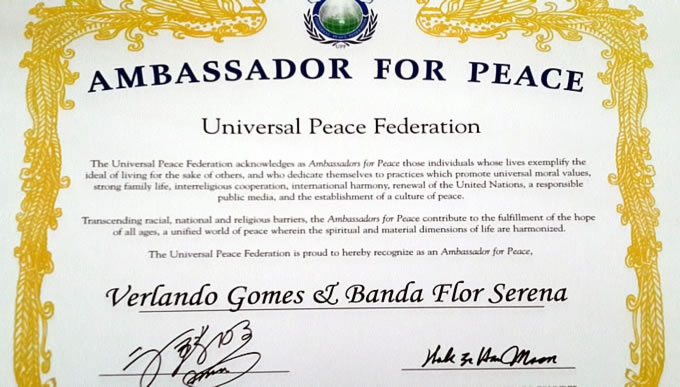 AMBASSADOR FOR PEACE
Universal Peace Federation
The Universal Peace Federation acknowledges as Ambassadors for Peace those individuals whose lives exemplify the
ideal of living for the sake of others, and who dedicate themselves to practices which promote universal moral values,
strong family life, interreligious cooperation, international harmony, renewal of the United Nations, a responsible
public media, and the establishment of a culture of peace.
Transcending racial, national and religious barriers, the Ambassadors for Peace contribute to the fulfillment of the hope
of all ages, a unified world of peace wherein the spiritual and material dimensions of life are harmonized.
The Universal Peace Federation is proud to hereby recognize as an Ambassador for Peace,
Verlando Gomes & Banda Flor Serena
Hak Ja Han Moon